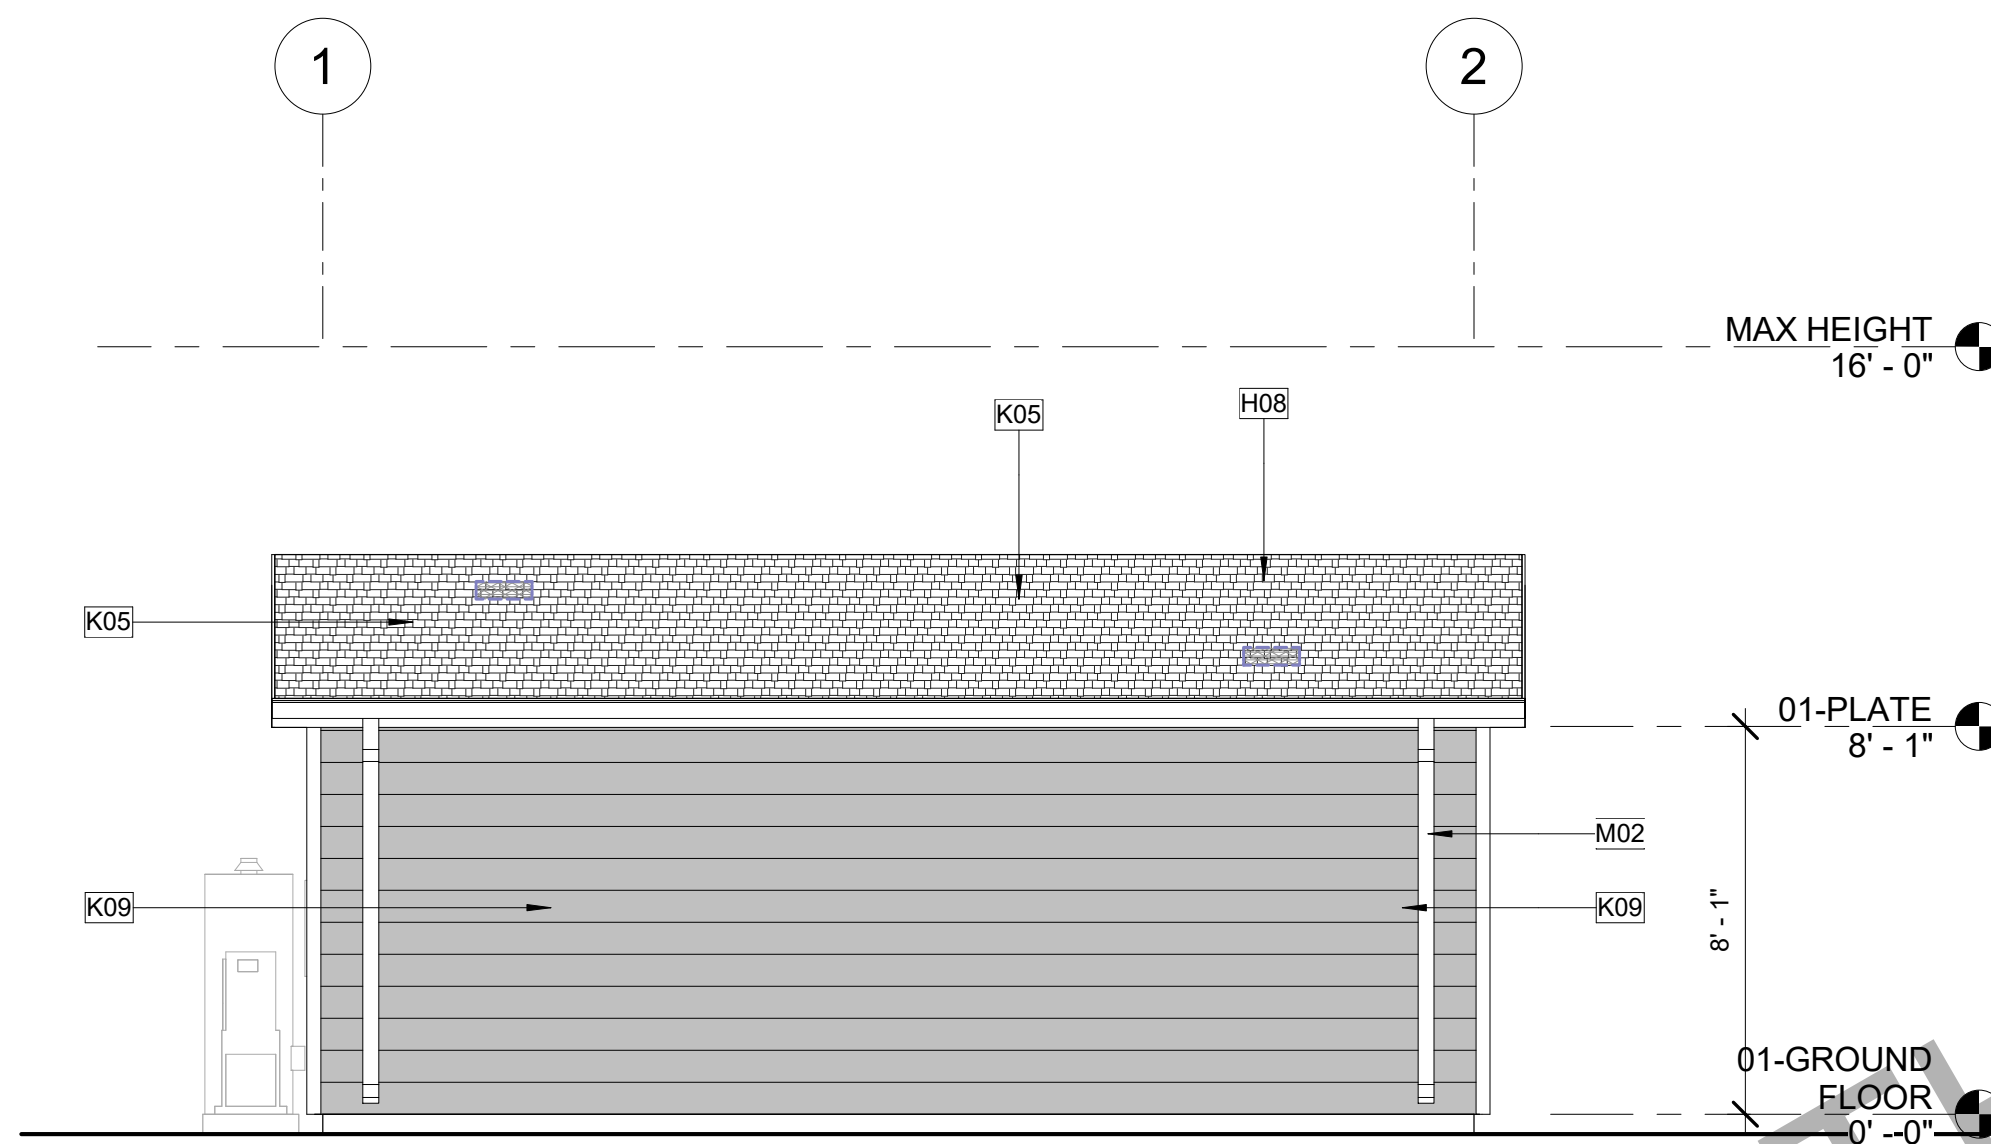 1
2
MAX HEIGHT
16' - 0"
H08
K05
K05
01-PLATE
8' - 1"
M02
K09
K09
8' - 1"
01-GROUND
FLOOR
0' - 0"